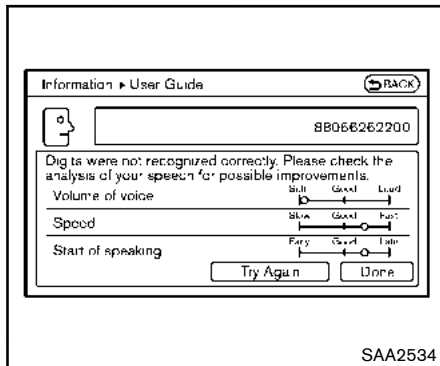 Information ▸ User Guide
BACK
88066262200
Digits were not recognized correctly. Please check the
analysis of your speech for possible improvements.
Soft Good Loud
Volume of voice
Slow Good Fast
Speed
Early Good Late
Start of speaking
Try Again Done
SAA2534